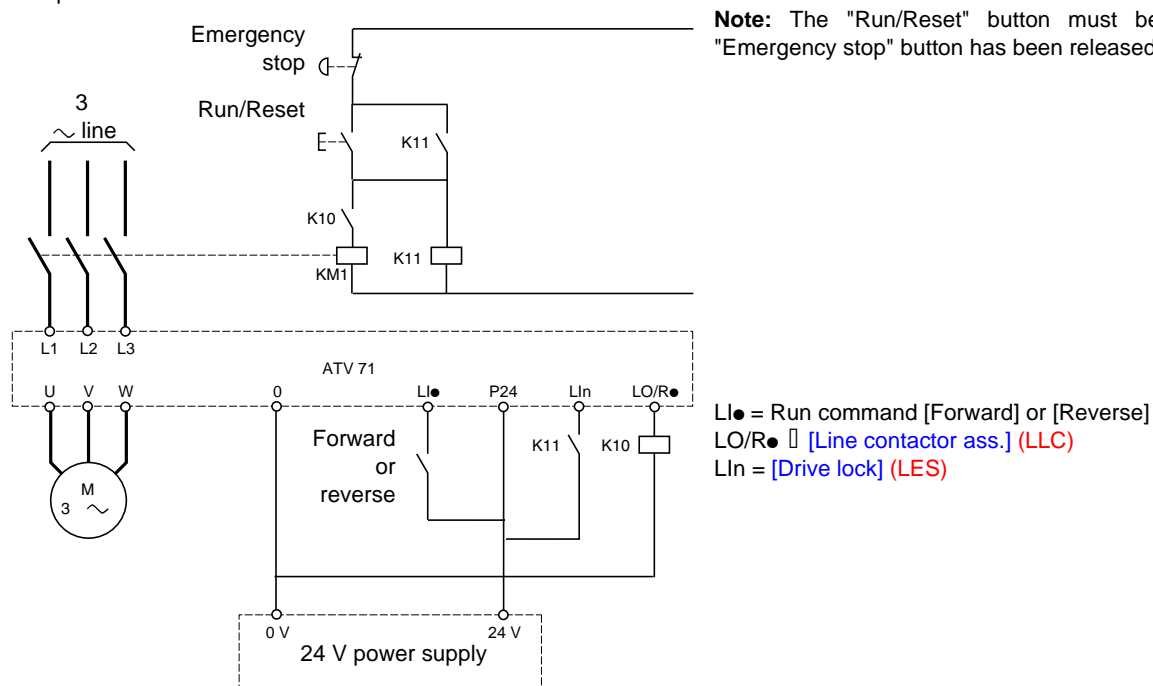 Note: The "Run/Reset" button must be
"Emergency stop" button has been released
Emergency
stop
Run/Reset
K11
3
~ line
K10
KM1
K11
L1 L2 L3
ATV 71
U V W 0 LI● P24 LIn LO/R●
Forward
or
reverse
K11
K10
M
3 ~
LI● = Run command [Forward] or [Reverse]
LO/R● ▯ [Line contactor ass.] (LLC)
LIn = [Drive lock] (LES)
0 V
24 V
24 V power supply